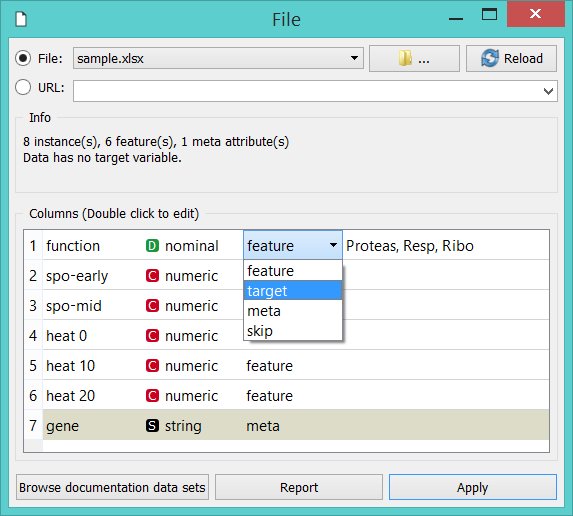 File
File: sample.xlsx ... Reload
URL:
Info
8 instance(s), 6 feature(s), 1 meta attribute(s)
Data has no target variable.
Columns (Double click to edit)
1 function D nominal feature Proteas, Resp, Ribo
2 spo-early C numeric feature
3 spo-mid C numeric target
4 heat 0 C numeric meta
skip
5 heat 10 C numeric feature
6 heat 20 C numeric feature
7 gene S string meta
Browse documentation data sets Report Apply